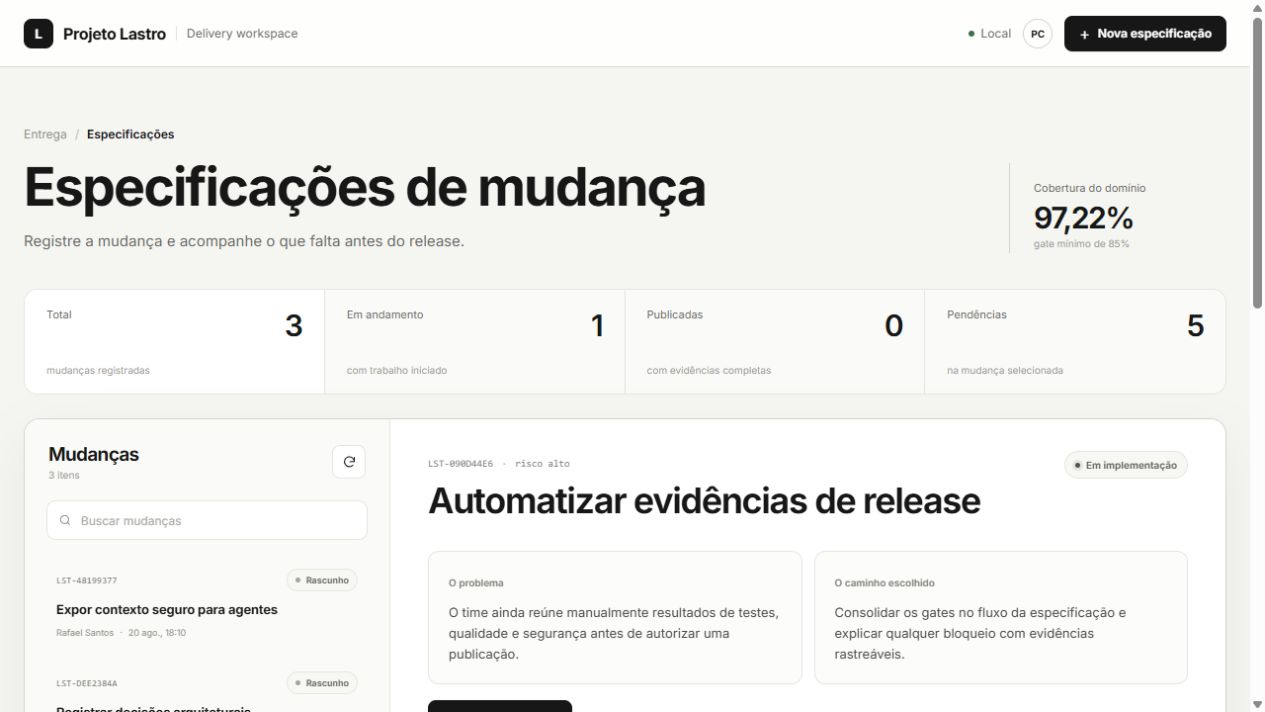 L Projeto Lastro Delivery workspace
Local PC + Nova especificação
Entrega / Especificações
Especificações de mudança
Registre a mudança e acompanhe o que falta antes do release.
Cobertura do domínio
97,22%
gate mínimo de 85%
Total 3
mudanças registradas
Em andamento 1
com trabalho iniciado
Publicadas 0
com evidências completas
Pendências 5
na mudança selecionada
Mudanças
3 itens
Buscar mudanças
LST-48199377 Rascunho
Expor contexto seguro para agentes
Rafael Santos · 20 ago., 18:10
LST-DEE2384A Rascunho
Registrar decisões arquiteturais
LST-090D44E6 · risco alto
Em implementação
Automatizar evidências de release
O problema
O time ainda reúne manualmente resultados de testes,
qualidade e segurança antes de autorizar uma
publicação.
O caminho escolhido
Consolidar os gates no fluxo da especificação e
explicar qualquer bloqueio com evidências
rastreáveis.